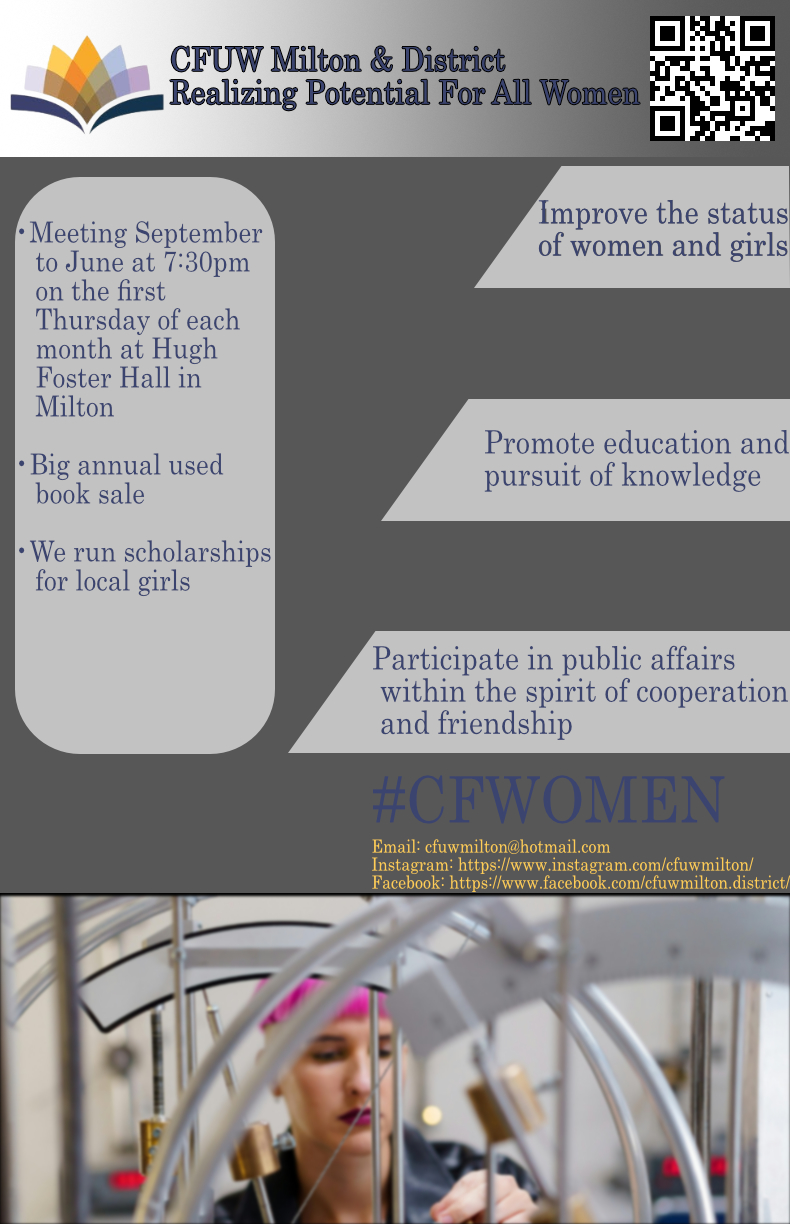 CFUW Milton & District
Realizing Potential For All Women
• Meeting September
to June at 7:30pm
on the first
Thursday of each
month at Hugh
Foster Hall in
Milton
• Big annual used
book sale
• We run scholarships
for local girls
Improve the status
of women and girls
Promote education and
pursuit of knowledge
Participate in public affairs
within the spirit of cooperation
and friendship
#CFWOMEN
Email: cfuwmilton@hotmail.com
Instagram: https://www.instagram.com/cfuwmilton/
Facebook: https://www.facebook.com/cfuwmilton.district/